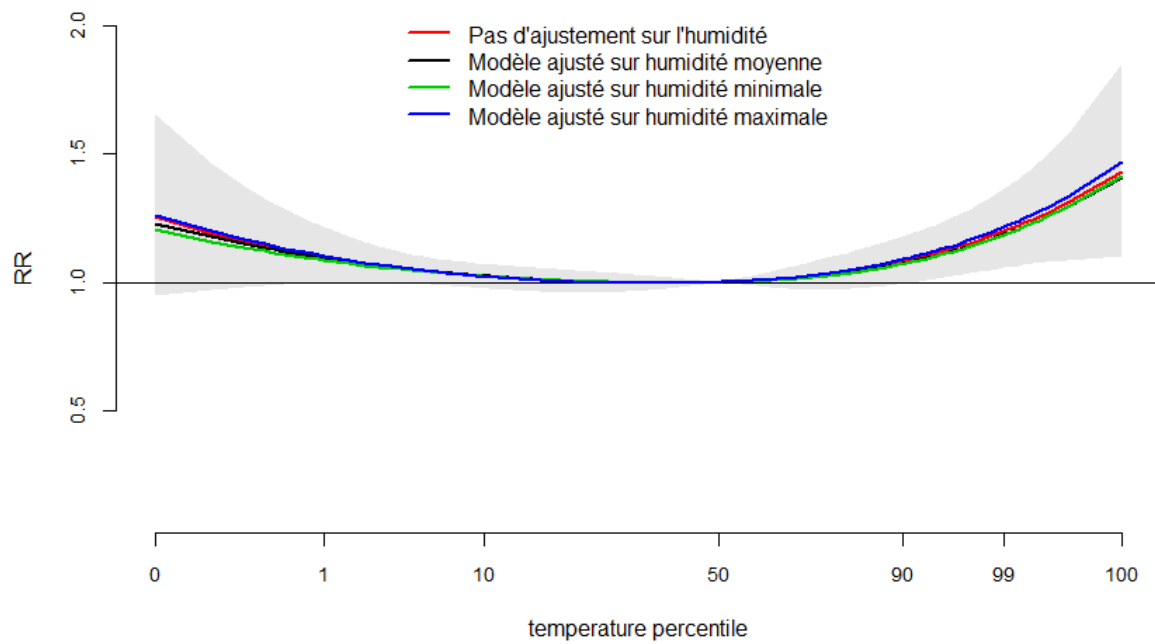 Pas d'ajustement sur l'humidité
Modèle ajusté sur humidité moyenne
Modèle ajusté sur humidité minimale
Modèle ajusté sur humidité maximale
2.0
1.5
1.0
0.5
RR
0 1 10 50 90 99 100
temperature percentile